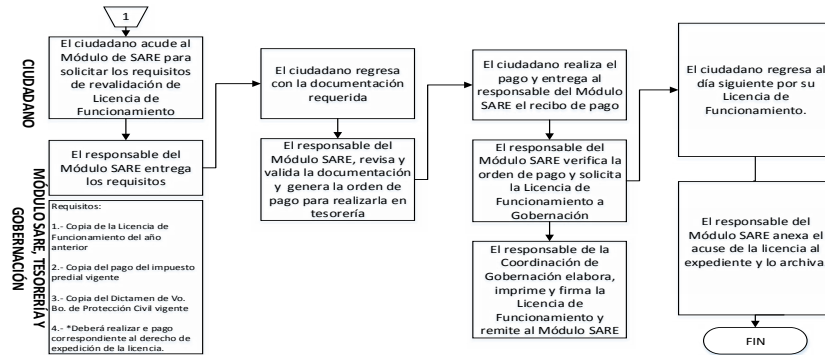 1
CIUDADANO
El ciudadano acude al
Módulo de SARE para
solicitar los requisitos
de revalidación de
Licencia de
Funcionamiento
El responsable del
Módulo SARE entrega
los requisitos
MÓDULO SARE, TESORERÍA Y
GOBERNACIÓN
Requisitos:
1.- Copia de la Licencia de
Funcionamiento del año
anterior
2.- Copia del pago del impuesto
predial vigente
3.- Copia del Dictamen de Vo.
Bo. de Protección Civil vigente
4.- *Deberá realizar e pago
correspondiente al derecho de
expedición de la licencia.
El ciudadano regresa
con la documentación
requerida
El responsable del
Módulo SARE, revisa y
valida la documentación
y genera la orden de
pago para realizarla en
tesorería
El ciudadano realiza el
pago y entrega al
responsable del Módulo
SARE el recibo de pago
El responsable del
Módulo SARE verifica la
orden de pago y solicita
la Licencia de
Funcionamiento a
Gobernación
El responsable de la
Coordinación de
Gobernación elabora,
imprime y firma la
Licencia de
Funcionamiento y
remite al Módulo SARE
El ciudadano regresa al
día siguiente por su
Licencia de
Funcionamiento.
El responsable del
Módulo SARE anexa el
acuse de la licencia al
expediente y lo archiva
FIN